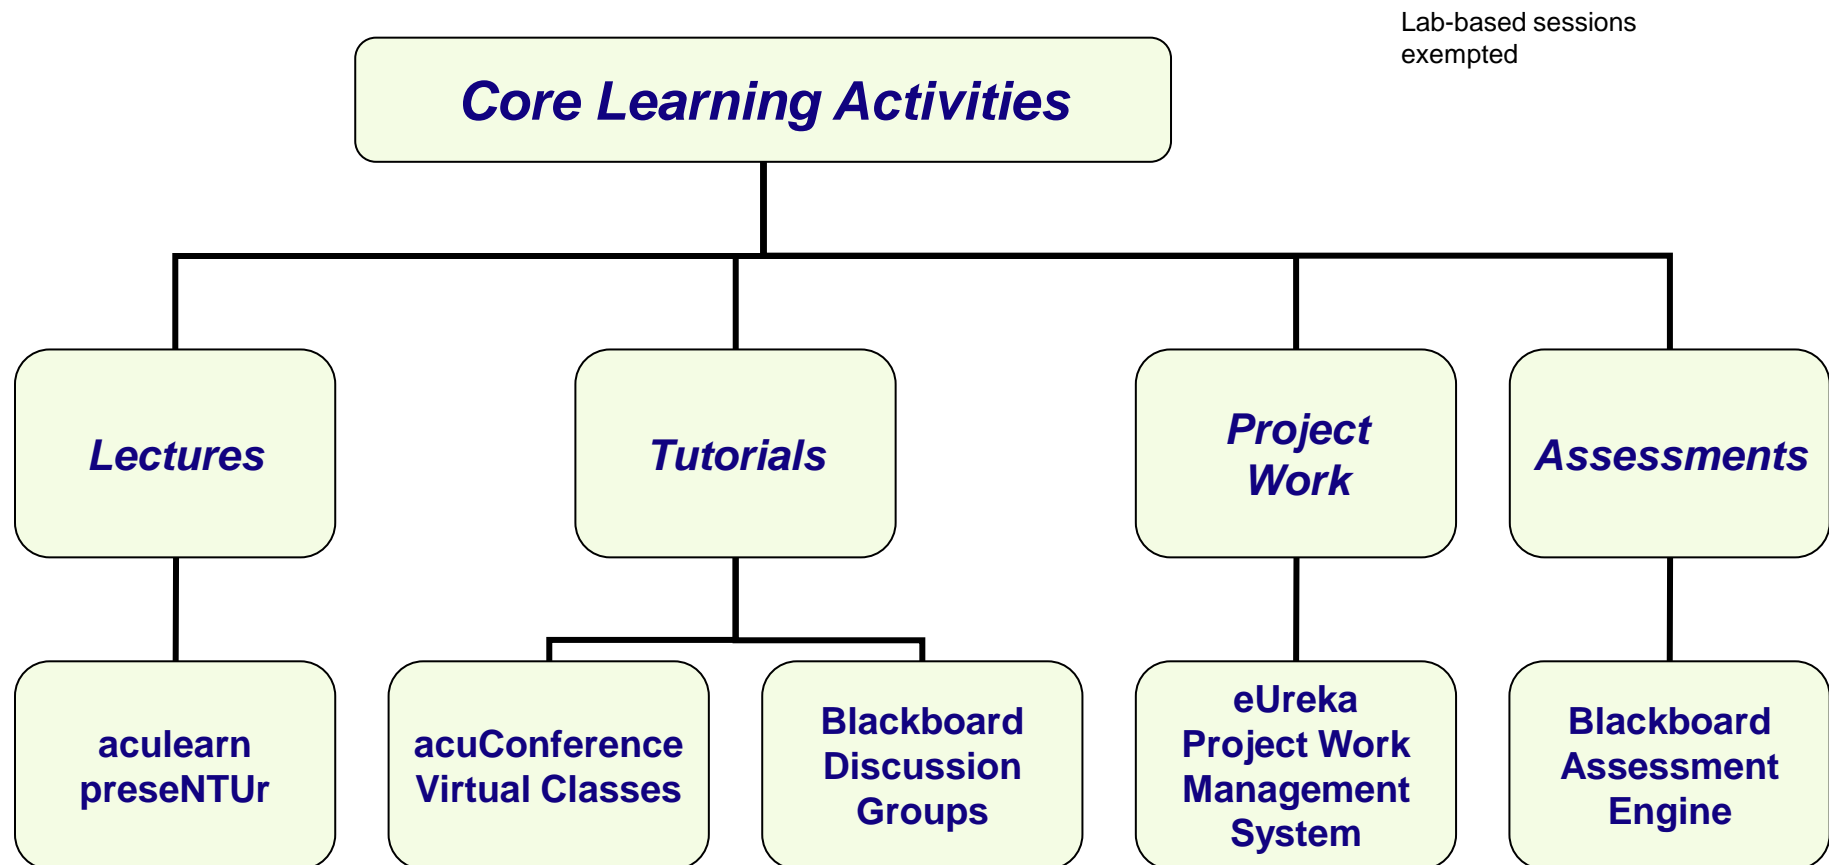 Lab-based sessions
exempted
Core Learning Activities
Lectures
Tutorials
Project
Work
Assessments
aculearn
preseNTUr
acuConference
Virtual Classes
Blackboard
Discussion
Groups
eUreka
Project Work
Management
System
Blackboard
Assessment
Engine